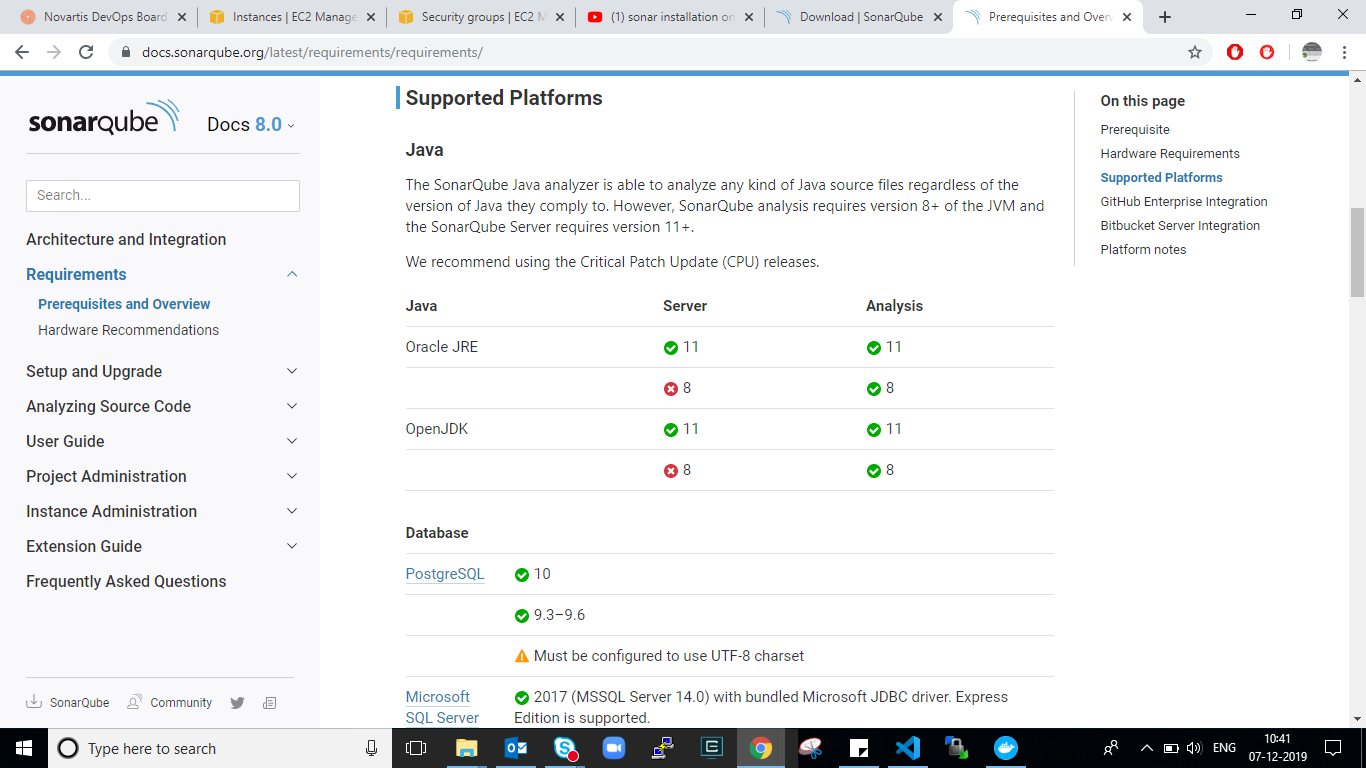 Novartis DevOps Board
Instances | EC2 Manage
Security groups | EC2 M
(1) sonar installation on
Download | SonarQube
Prerequisites and Over
docs.sonarqube.org/latest/requirements/requirements/
sonarqube
Docs 8.0
Search...
Architecture and Integration
Requirements
Prerequisites and Overview
Hardware Recommendations
Setup and Upgrade
Analyzing Source Code
User Guide
Project Administration
Instance Administration
Extension Guide
Frequently Asked Questions
SonarQube
Community
Supported Platforms
Java
The SonarQube Java analyzer is able to analyze any kind of Java source files regardless of the
version of Java they comply to. However, SonarQube analysis requires version 8+ of the JVM and
the SonarQube Server requires version 11+.
We recommend using the Critical Patch Update (CPU) releases.
Java Server Analysis
Oracle JRE 11 11
8 8
OpenJDK 11 11
8 8
Database
PostgreSQL 10
9.3–9.6
Must be configured to use UTF-8 charset
Microsoft 2017 (MSSQL Server 14.0) with bundled Microsoft JDBC driver. Express
SQL Server Edition is supported.
On this page
Prerequisite
Hardware Requirements
Supported Platforms
GitHub Enterprise Integration
Bitbucket Server Integration
Platform notes
Type here to search
ENG
10:41
07-12-2019